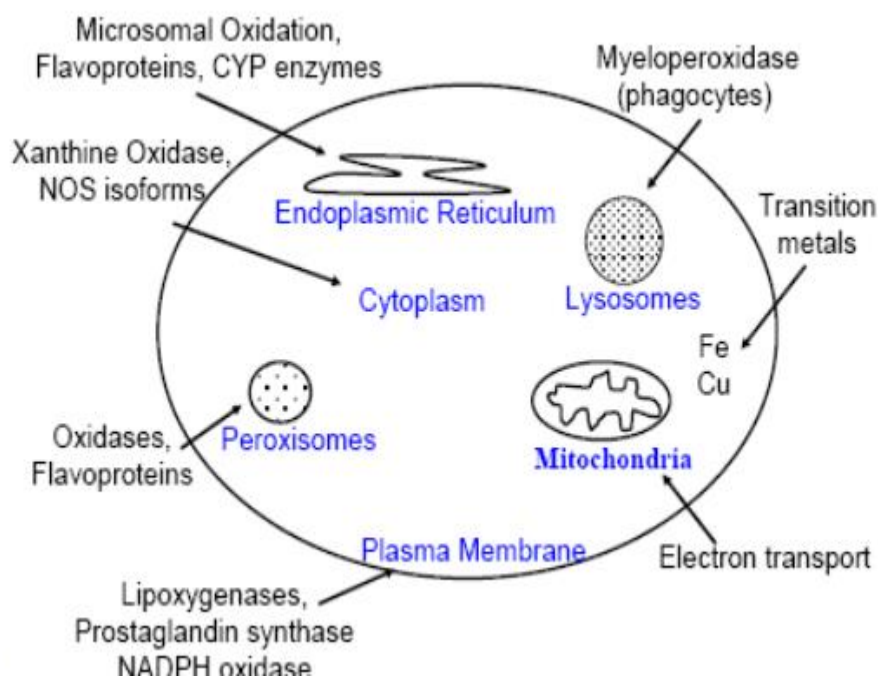 Microsomal Oxidation,
Flavoproteins, CYP enzymes
Myeloperoxidase
(phagocytes)
Xanthine Oxidase,
NOS isoforms
Endoplasmic Reticulum
Transition
metals
Cytoplasm
Lysosomes
Fe
Cu
Oxidases,
Flavoproteins
Peroxisomes
Mitochondria
Plasma Membrane
Electron transport
Lipoxygenases,
Prostaglandin synthase
NADPH oxidase